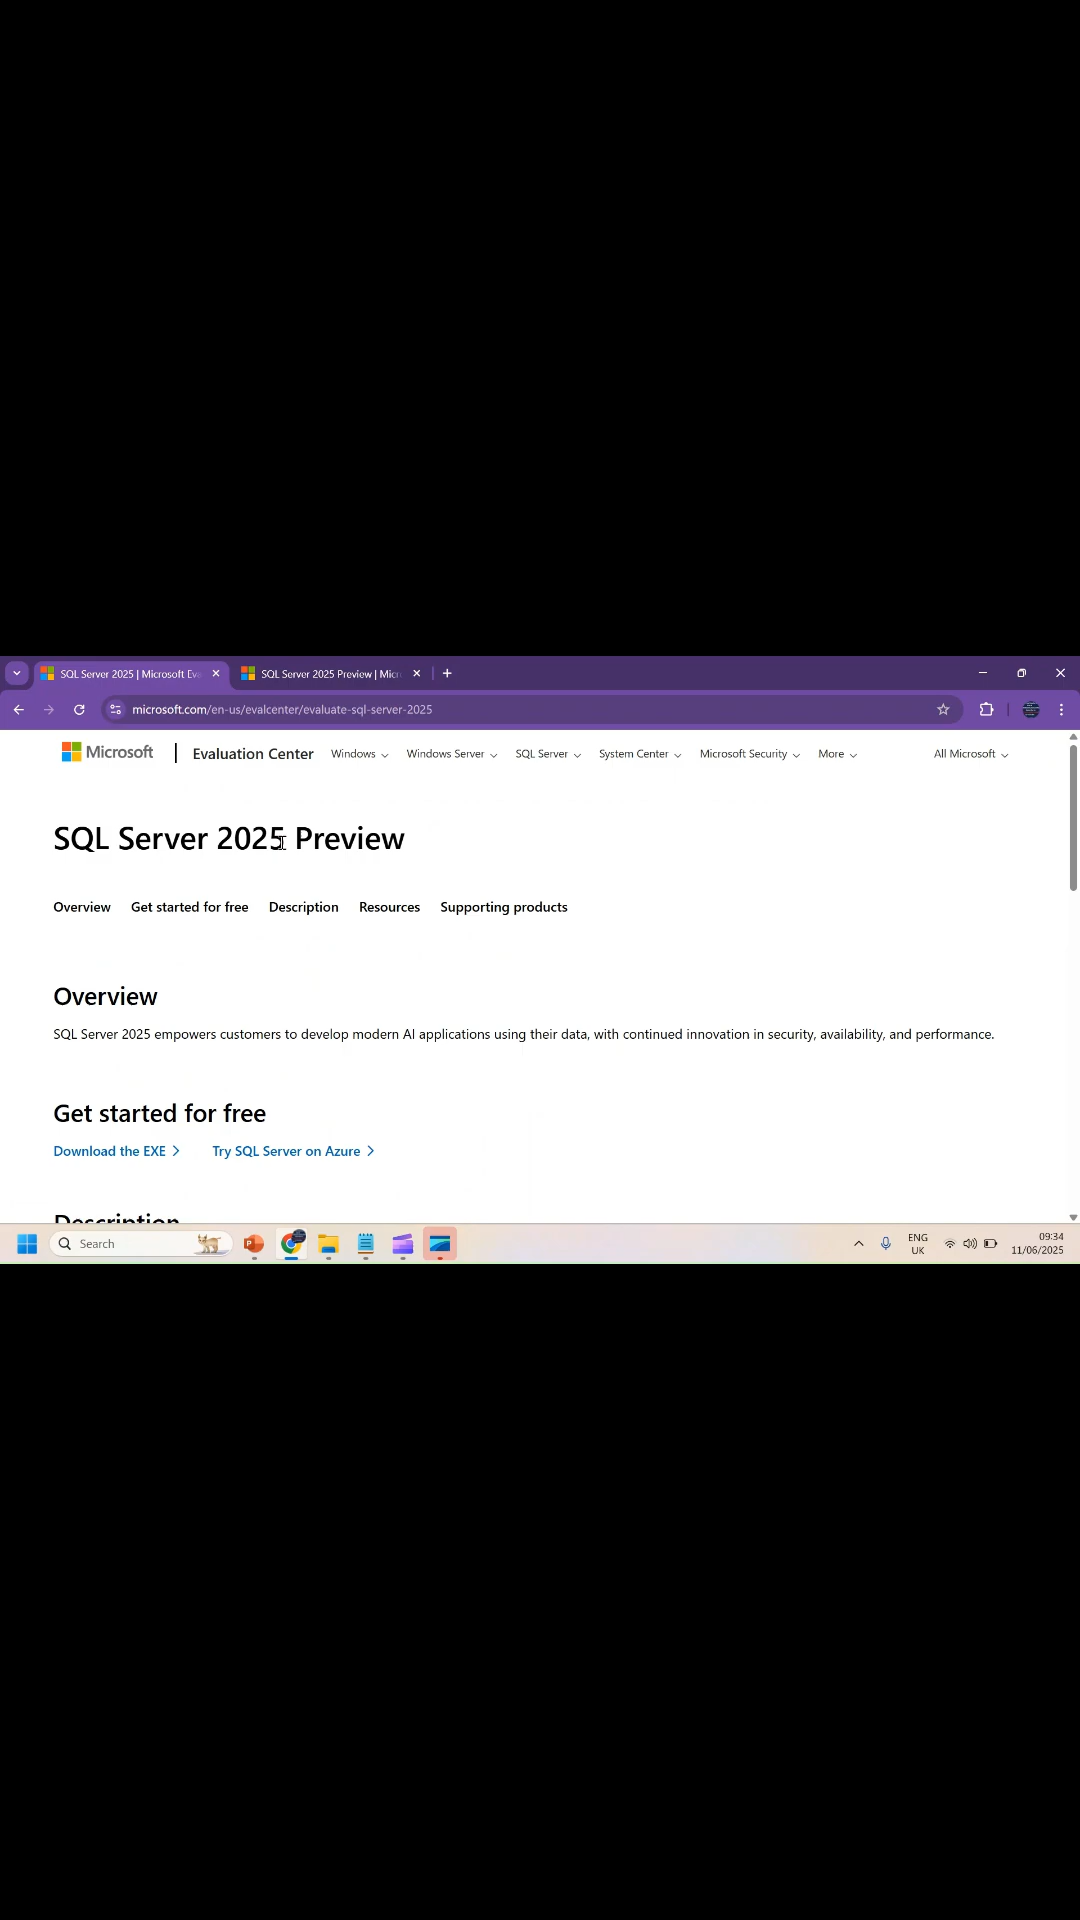 SQL Server 2025 | Microsoft Eva
SQL Server 2025 Preview | Micr
microsoft.com/en-us/evalcenter/evaluate-sql-server-2025
Microsoft
Evaluation Center
Windows
Windows Server
SQL Server
System Center
Microsoft Security
More
All Microsoft
SQL Server 2025 Preview
Overview
Get started for free
Description
Resources
Supporting products
Overview
SQL Server 2025 empowers customers to develop modern AI applications using their data, with continued innovation in security, availability, and performance.
Get started for free
Download the EXE
Try SQL Server on Azure
Description
Search
ENG
UK
09:34
11/06/2025